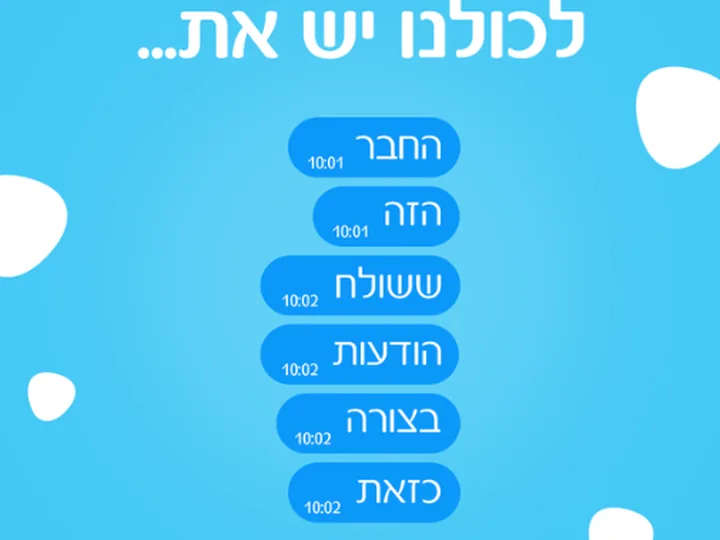 לכולנו יש את...
החבר 10:01
הזה 10:01
ששולח 10:02
הודעות 10:02
בצורה 10:02
כזאת 10:02